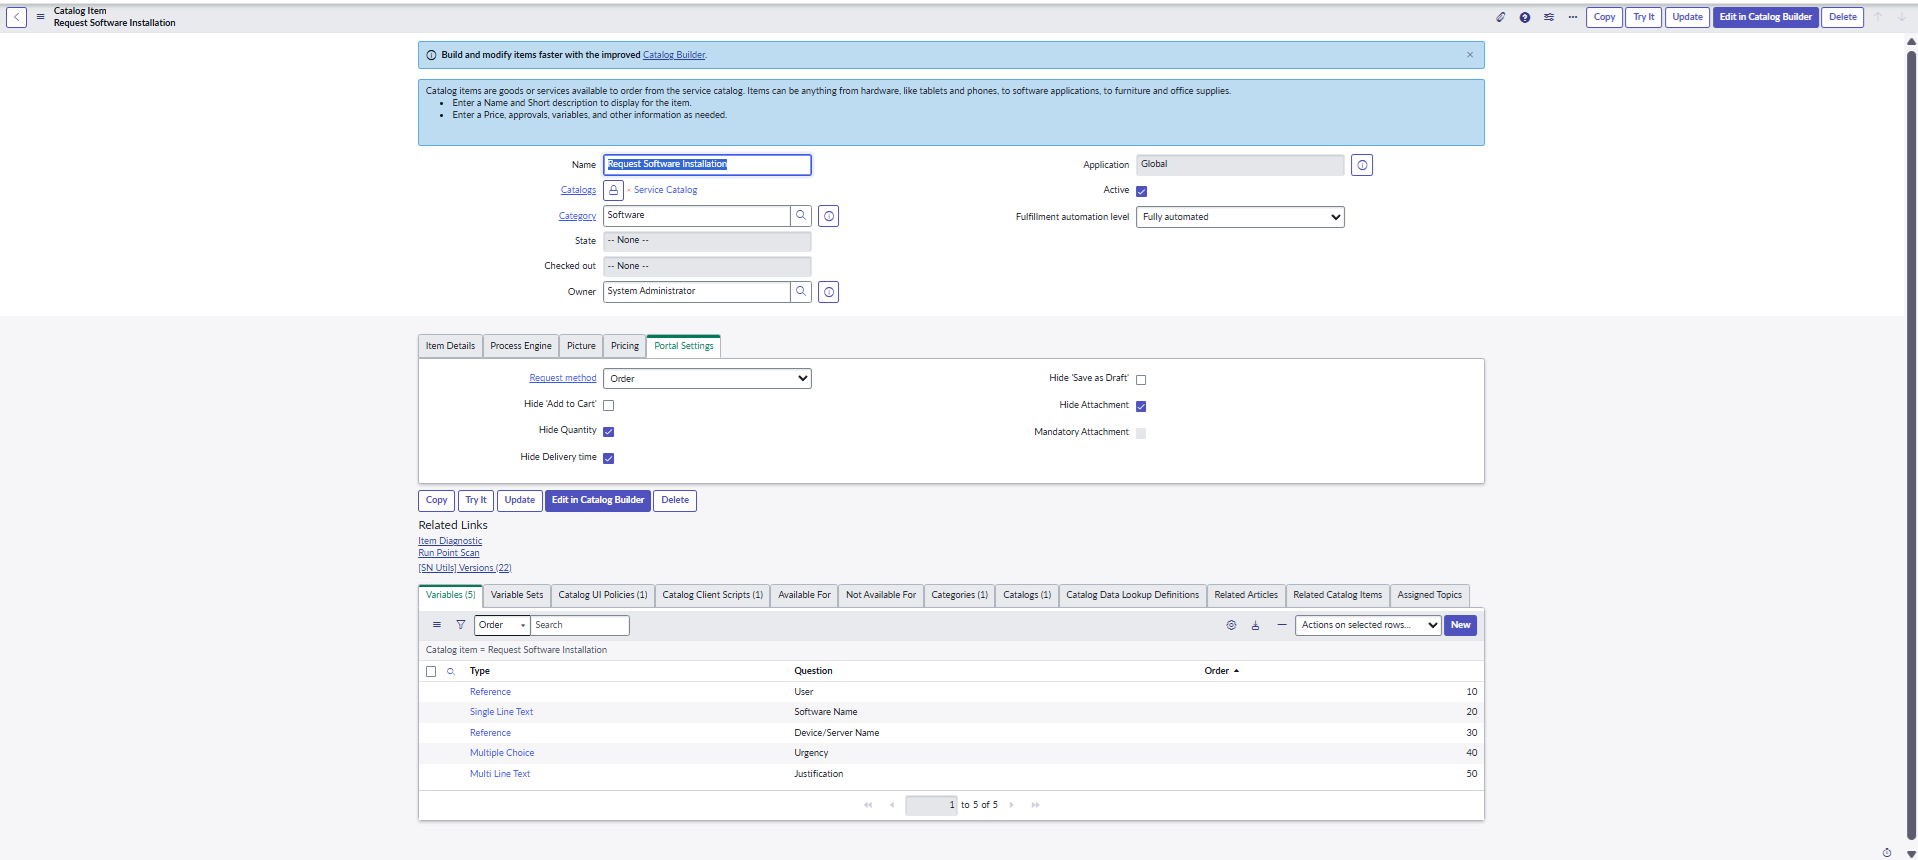 Catalog Item
Request Software Installation
Copy Try It Update Edit in Catalog Builder Delete
Build and modify items faster with the improved Catalog Builder.
Catalog items are goods or services available to order from the service catalog. Items can be anything from hardware, like tablets and phones, to software applications, to furniture and office supplies.
• Enter a Name and Short description to display for the item.
• Enter a Price, approvals, variables, and other information as needed.
Name Request Software Installation
Application Global
Catalogs × Service Catalog
Active
Category Software
Fulfillment automation level Fully automated
State -- None --
Checked out -- None --
Owner System Administrator
Item Details Process Engine Picture Pricing Portal Settings
Request method Order
Hide 'Save as Draft'
Hide 'Add to Cart'
Hide Attachment
Hide Quantity
Mandatory Attachment
Hide Delivery time
Copy Try It Update Edit in Catalog Builder Delete
Related Links
Item Diagnostic
Run Point Scan
[SN Utils] Versions (22)
Variables (5) Variable Sets Catalog UI Policies (1) Catalog Client Scripts (1) Available For Not Available For Categories (1) Catalogs (1) Catalog Data Lookup Definitions Related Articles Related Catalog Items Assigned Topics
Order Search Actions on selected rows... New
Catalog item = Request Software Installation
Type Question Order
Reference User 10
Single Line Text Software Name 20
Reference Device/Server Name 30
Multiple Choice Urgency 40
Multi Line Text Justification 50
1 to 5 of 5